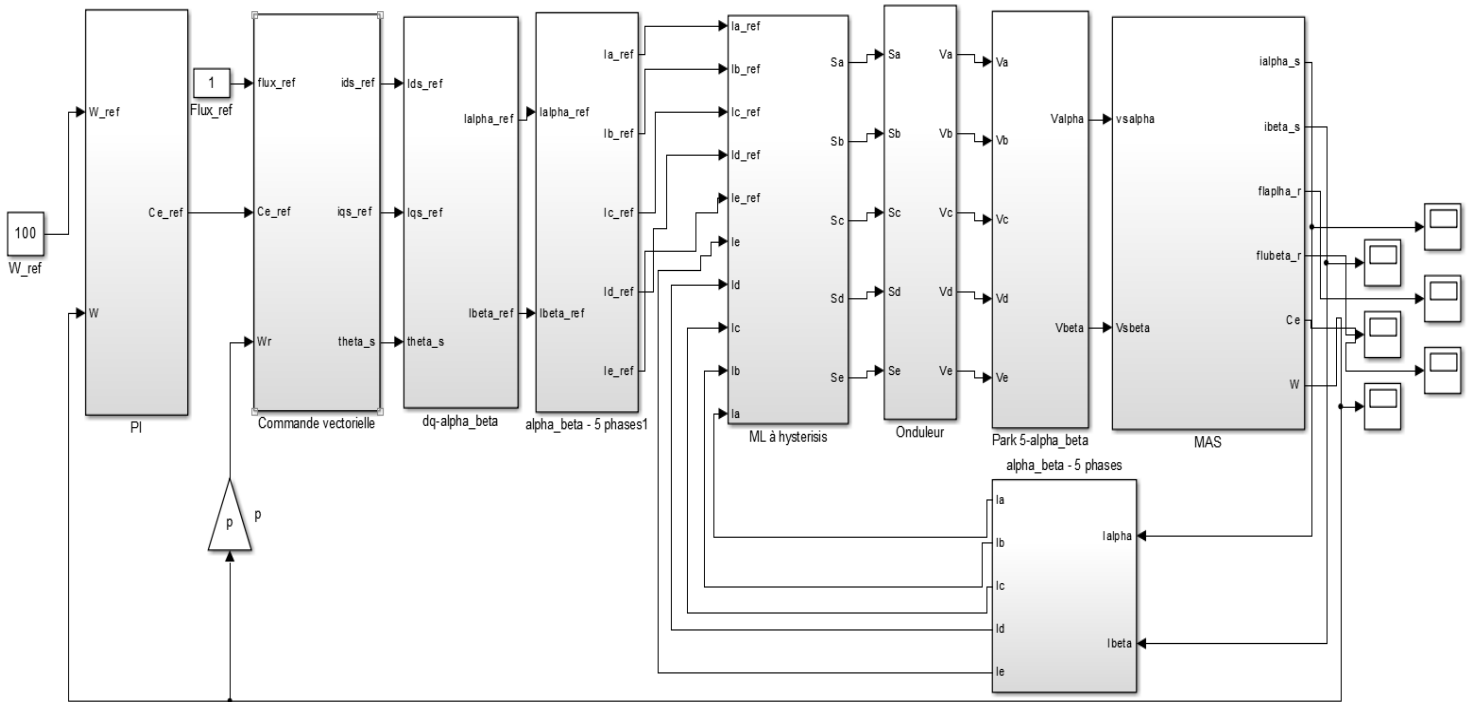 W_ref
W
Ce_ref
PI
100
W_ref
1
Flux_ref
flux_ref
Ce_ref
Wr
ids_ref
iqs_ref
theta_s
Commande vectorielle
p
p
Ids_ref
Iqs_ref
theta_s
Ialpha_ref
Ibeta_ref
dq-alpha_beta
Ialpha_ref
Ibeta_ref
Ia_ref
Ib_ref
Ic_ref
Id_ref
Ie_ref
alpha_beta - 5 phases1
Ia_ref
Ib_ref
Ic_ref
Id_ref
Ie_ref
Ie
Id
Ic
Ib
Ia
Sa
Sb
Sc
Sd
Se
ML à hysterisis
Sa
Sb
Sc
Sd
Se
Va
Vb
Vc
Vd
Ve
Onduleur
Va
Vb
Vc
Vd
Ve
Valpha
Vbeta
Park 5-alpha_beta
vsalpha
Vsbeta
ialpha_s
ibeta_s
flaplha_r
flubeta_r
Ce
W
MAS
alpha_beta - 5 phases
Ia
Ib
Ic
Id
Ie
Ialpha
Ibeta